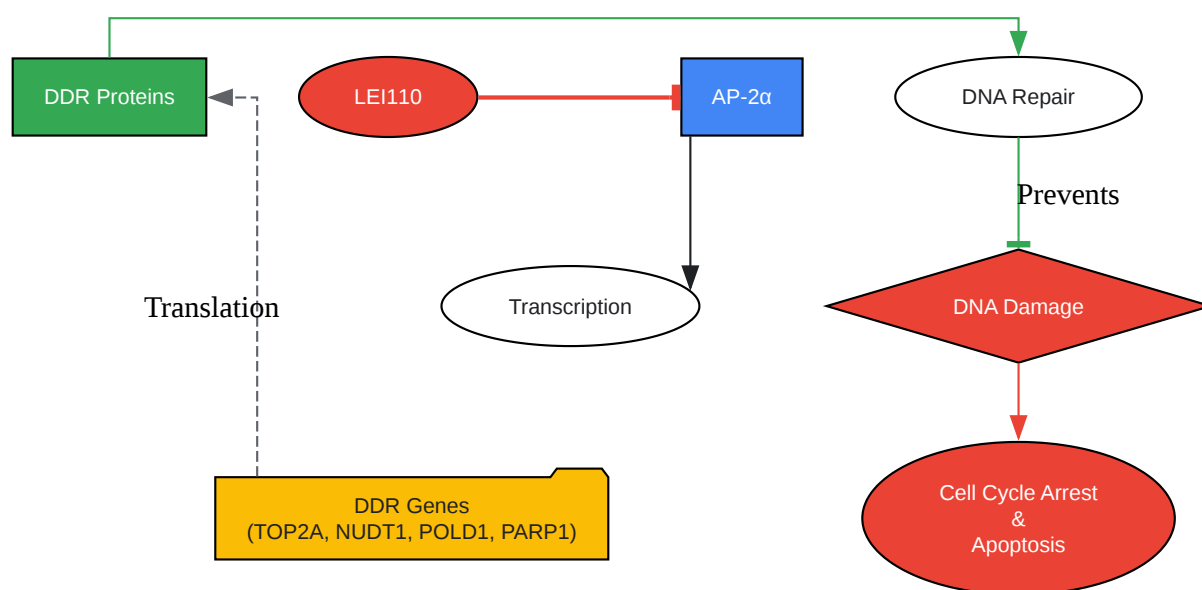 DDR Proteins
LEI110
AP-2α
DNA Repair
Prevents
Translation
Transcription
DNA Damage
DDR Genes
(TOP2A, NUDT1, POLD1, PARP1)
Cell Cycle Arrest
&
Apoptosis